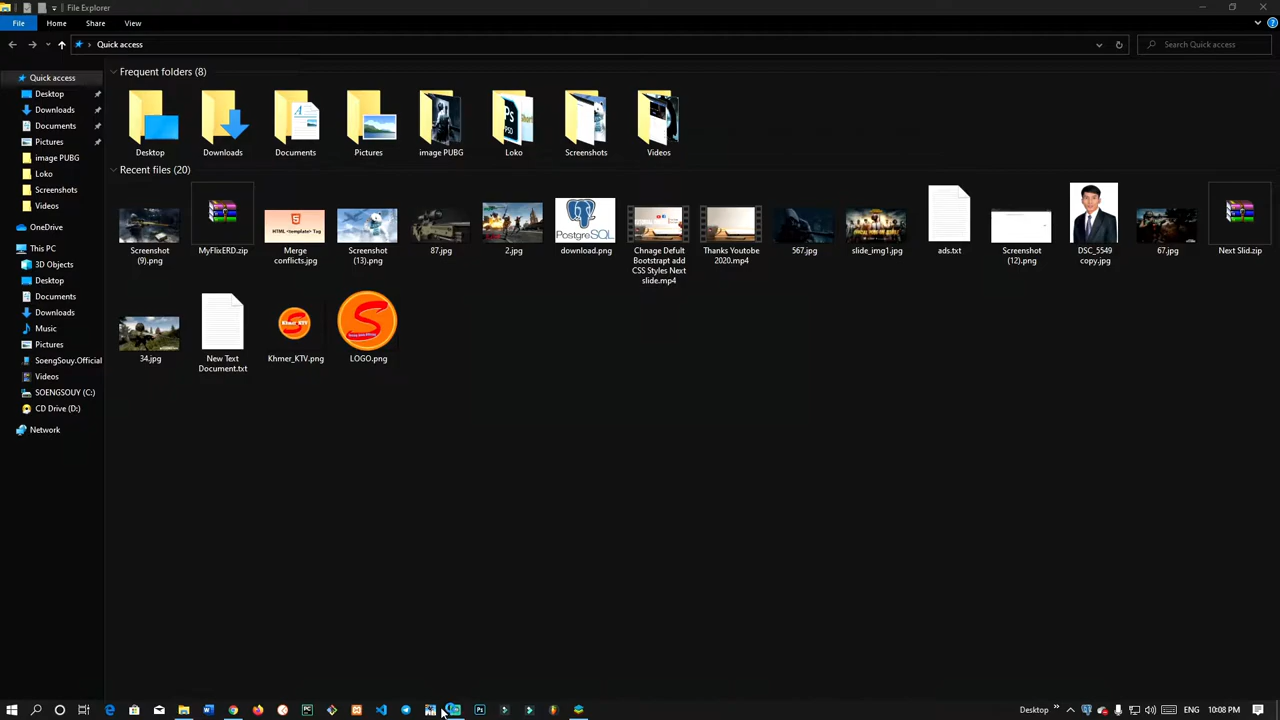 File Explorer
File
Home
Share
View
Quick access
Search Quick access
Quick access
Desktop
Downloads
Documents
Pictures
image PUBG
Loko
Screenshots
Videos
OneDrive
This PC
3D Objects
Desktop
Documents
Downloads
Music
Pictures
SoengSouy.Official
Videos
SOENGSOUY (C:)
CD Drive (D:)
Network
Frequent folders (8)
Desktop
Downloads
Documents
Pictures
image PUBG
Loko
Screenshots
Videos
Recent files (20)
Screenshot
(9).png
MyFlixERD.zip
Merge
conflicts.jpg
Screenshot
(13).png
87.jpg
2.jpg
download.png
Chnage Defult
Bootstrapt add
CSS Styles Next
slide.mp4
Thanks Youtobe
2020.mp4
567.jpg
slide_img1.jpg
ads.txt
Screenshot
(12).png
DSC_5549
copy.jpg
67.jpg
Next Slid.zip
34.jpg
New Text
Document.txt
Khmer_KTV.png
LOGO.png
HTML <template> Tag
PostgreSQL
Desktop
ENG
10:08 PM